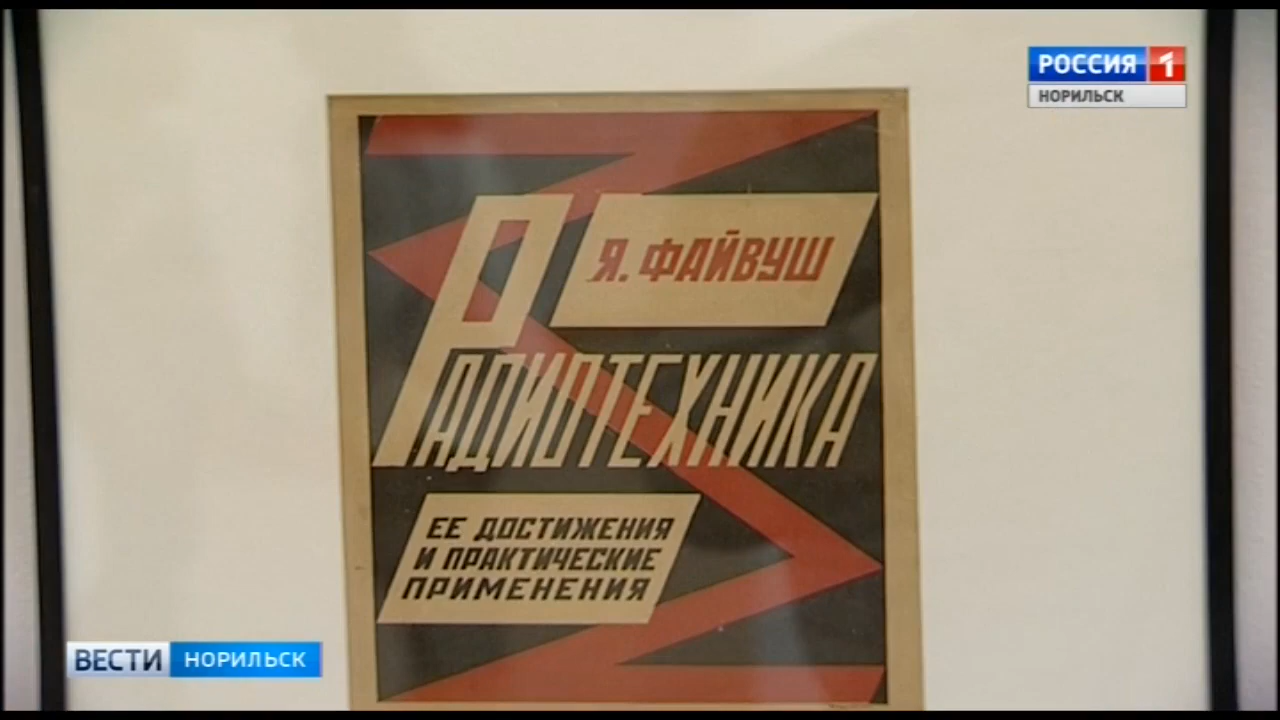 РОССИЯ 1
НОРИЛЬСК
Я. ФАЙВУШ
РАДИОТЕХНИКА
ЕЕ ДОСТИЖЕНИЯ
И ПРАКТИЧЕСКИЕ
ПРИМЕНЕНИЯ
ВЕСТИ НОРИЛЬСК